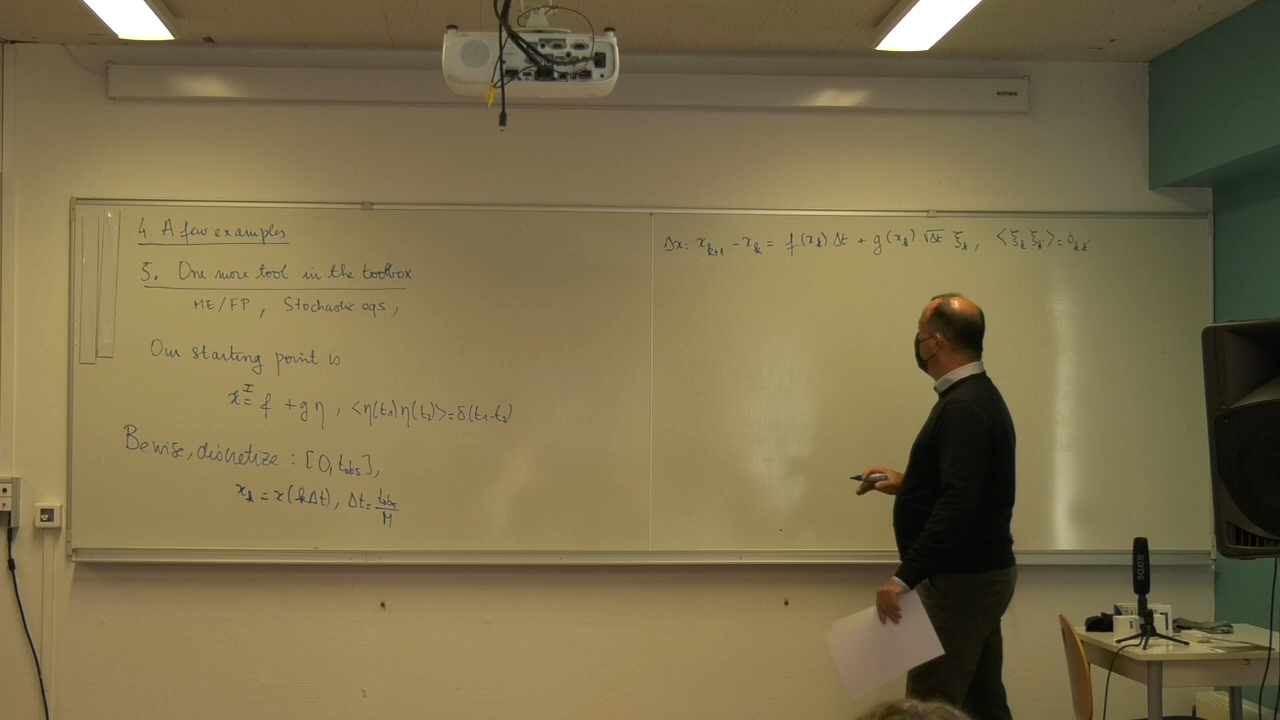 4. A few examples
5. One more tool in the toolbox
ME/FP, Stochastic eqs,
Our starting point is
ẋ =ᴵ f + g η, <η(t₁)η(t₂)>=δ(t₁-t₂)
Be wise, discretize : [0, t_obs],
x_k = x(kΔt), Δt = t_obs/M
Δx = x_{k+1} - x_k = f(x_k) Δt + g(x_k) √Δt ξ_k, <ξ_k ξ_k'> = δ_kk'
RØDE